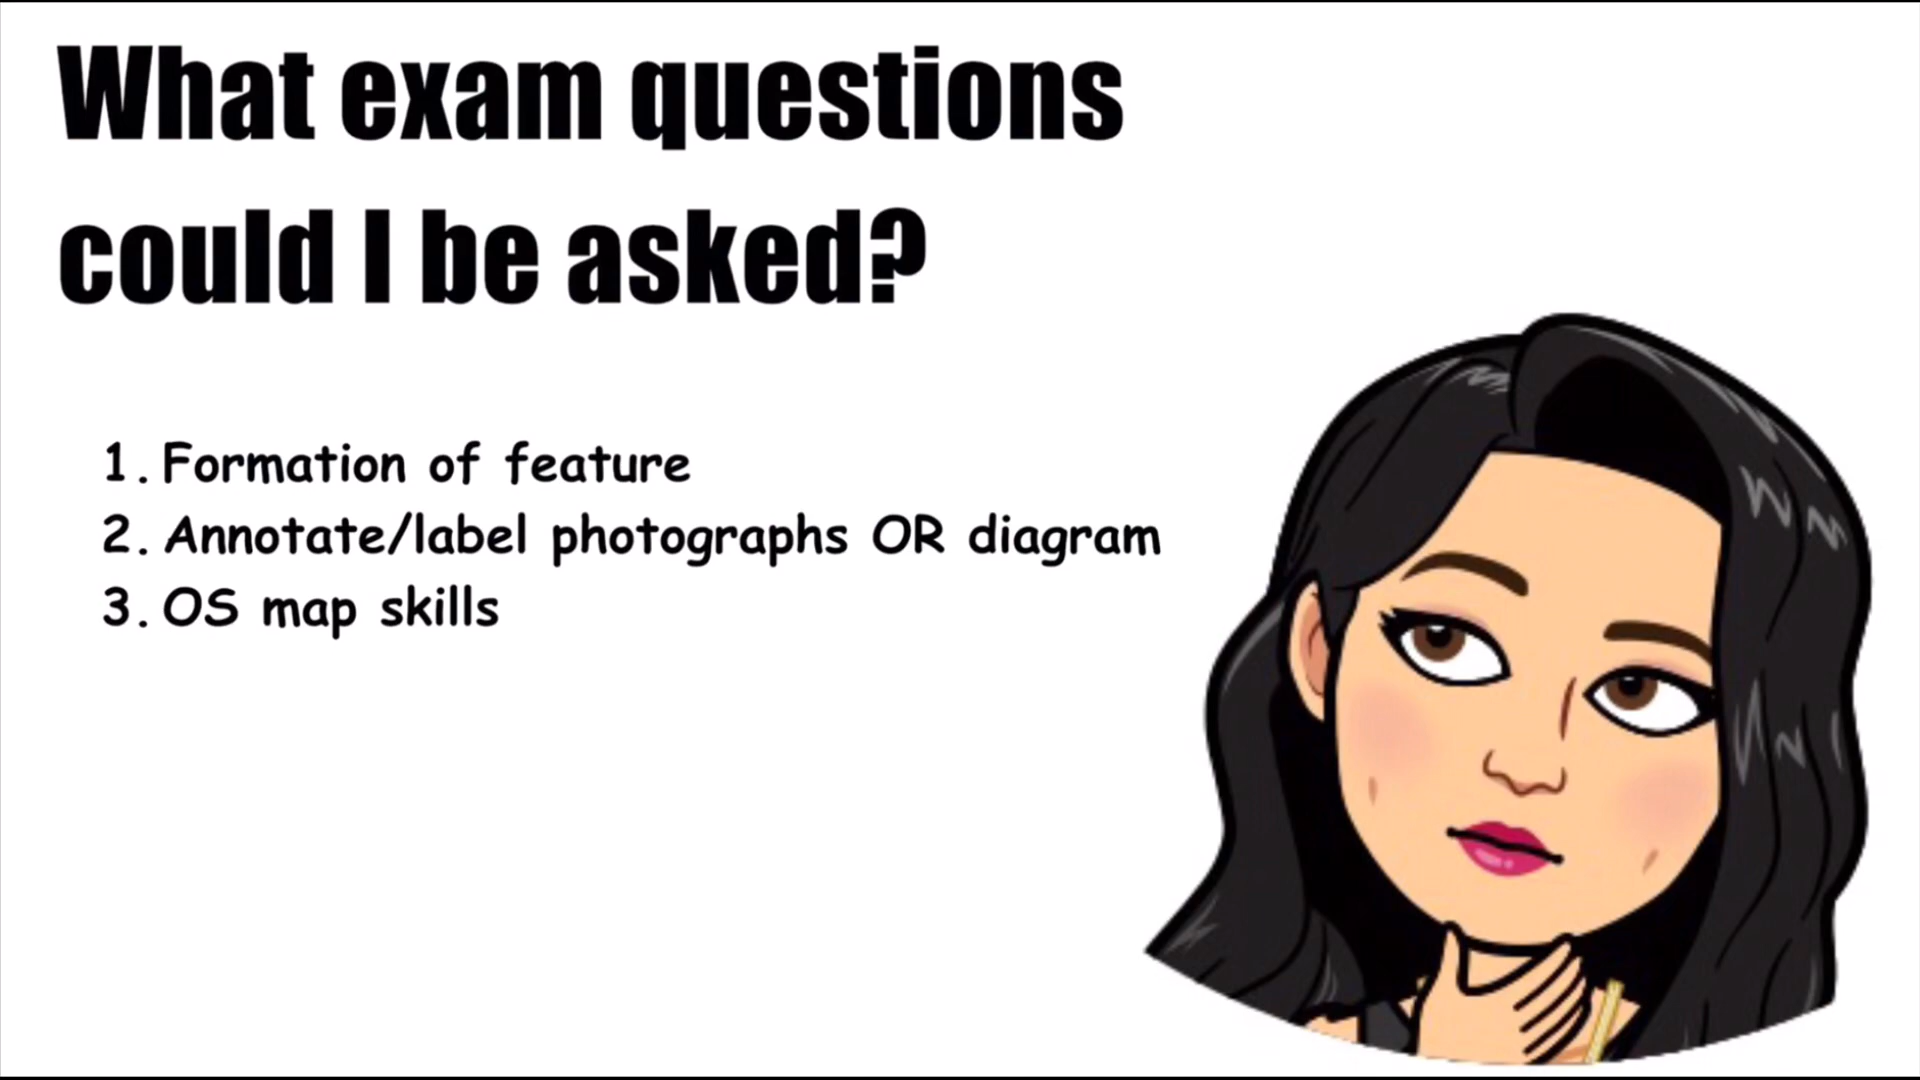 What exam questions
could I be asked?
1. Formation of feature
2. Annotate/label photographs OR diagram
3. OS map skills